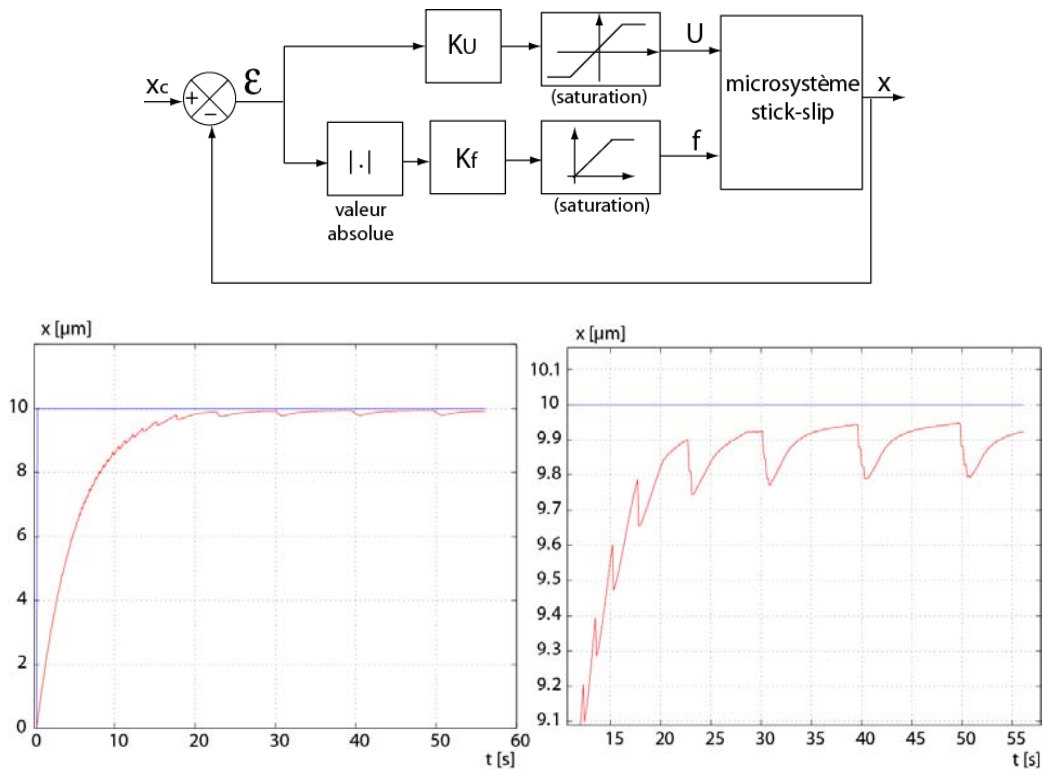 KU
U
(saturation)
xc
+
−
ε
microsystème
stick-slip
x
|.|
Kf
f
(saturation)
valeur
absolue
x [µm]
10
8
6
4
2
0
0 10 20 30 40 50 60
t [s]
x [µm]
10.1
10
9.9
9.8
9.7
9.6
9.5
9.4
9.3
9.2
9.1
15 20 25 30 35 40 45 50 55
t [s]